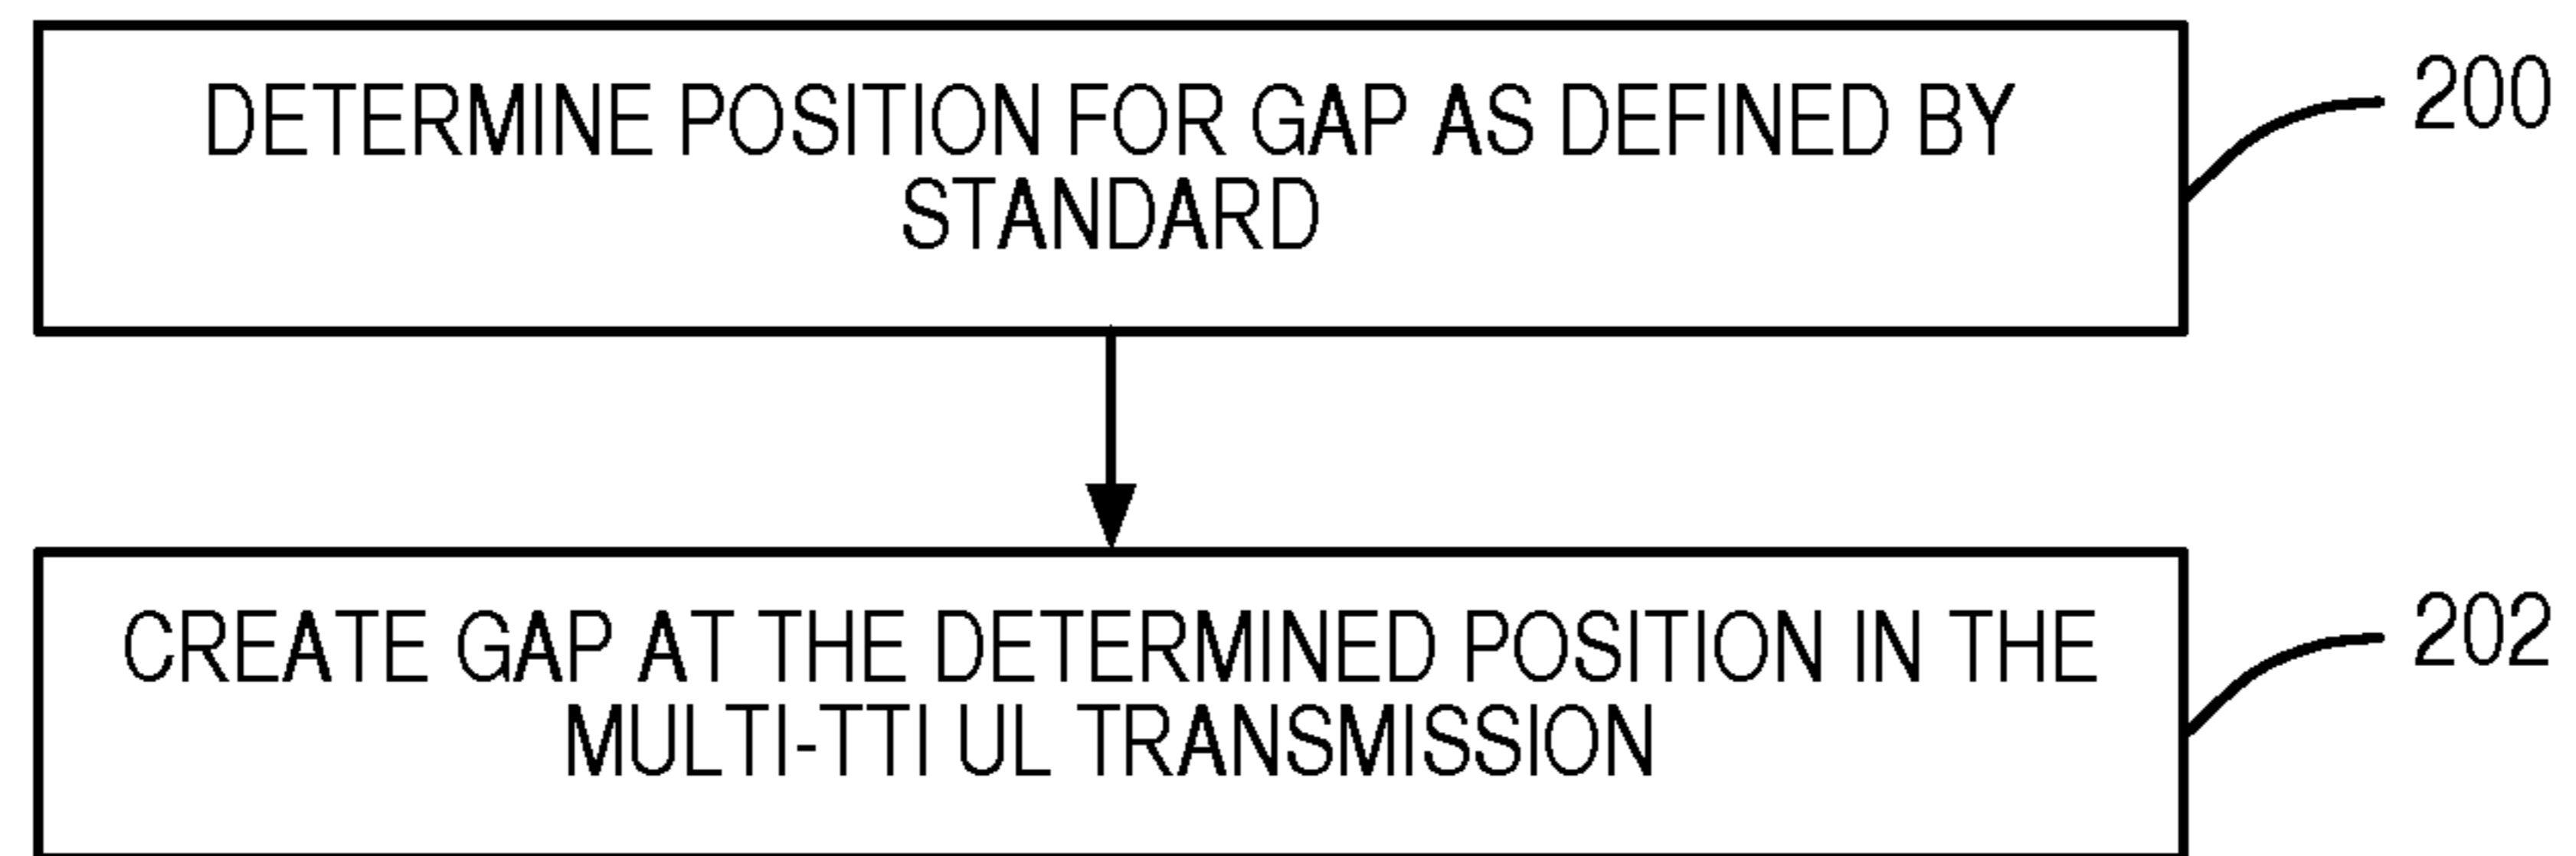 DETERMINE POSITION FOR GAP AS DEFINED BY
STANDARD
200
CREATE GAP AT THE DETERMINED POSITION IN THE
MULTI-TTI UL TRANSMISSION
202